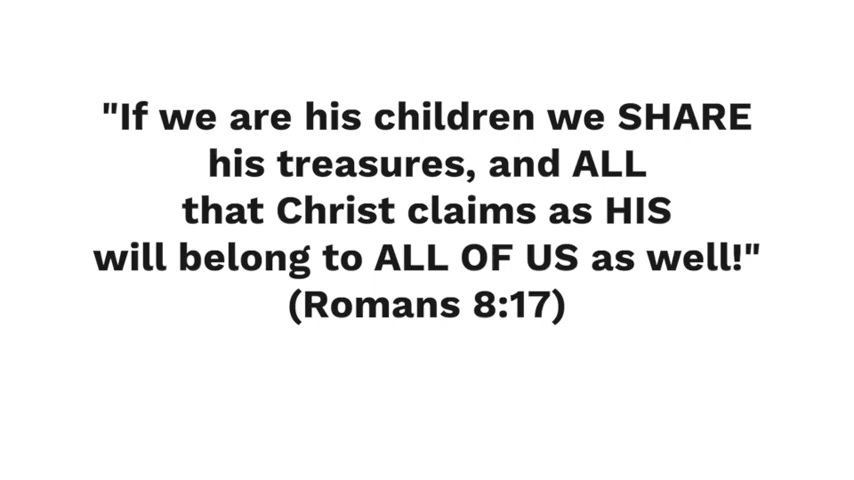 "If we are his children we SHARE
his treasures, and ALL
that Christ claims as HIS
will belong to ALL OF US as well!"
(Romans 8:17)